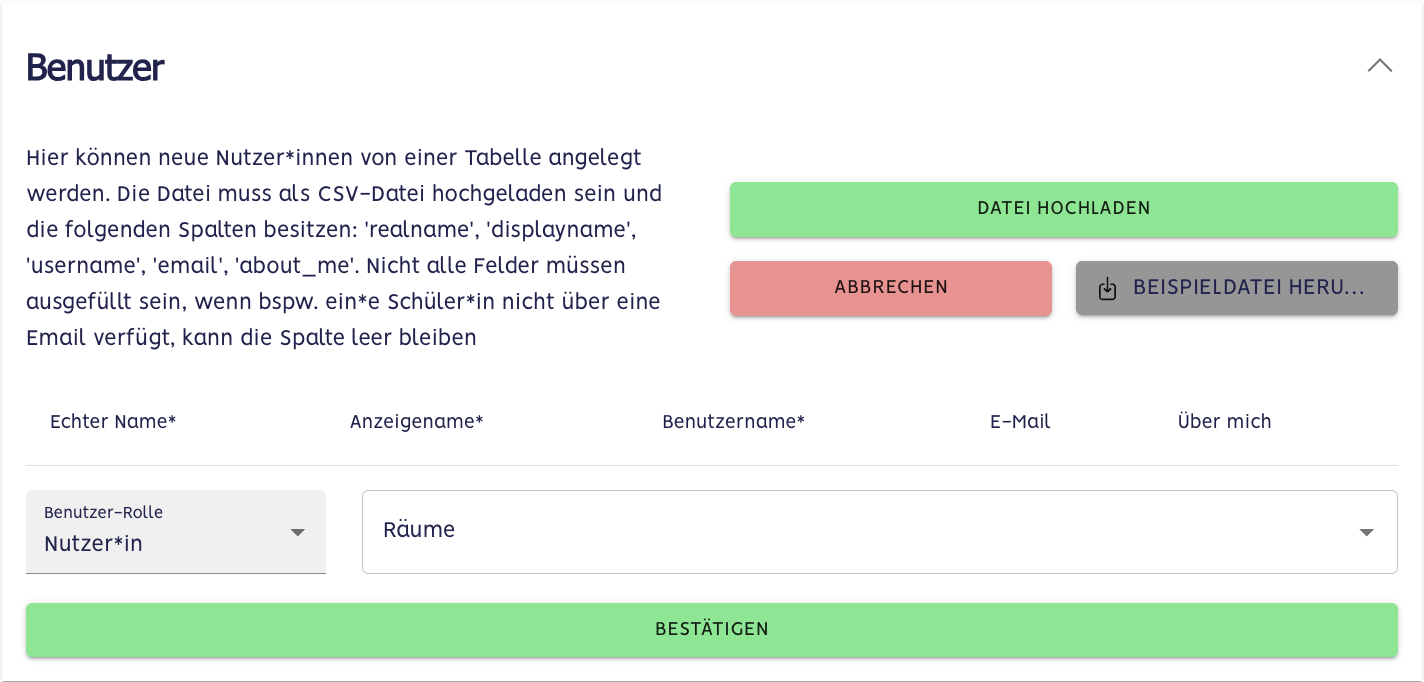 Benutzer
Hier können neue Nutzer*innen von einer Tabelle angelegt
werden. Die Datei muss als CSV-Datei hochgeladen sein und
die folgenden Spalten besitzen: 'realname', 'displayname',
'username', 'email', 'about_me'. Nicht alle Felder müssen
ausgefüllt sein, wenn bspw. ein*e Schüler*in nicht über eine
Email verfügt, kann die Spalte leer bleiben
DATEI HOCHLADEN
ABBRECHEN
BEISPIELDATEI HERU...
Echter Name* Anzeigename* Benutzername* E-Mail Über mich
Benutzer-Rolle
Nutzer*in
Räume
BESTÄTIGEN